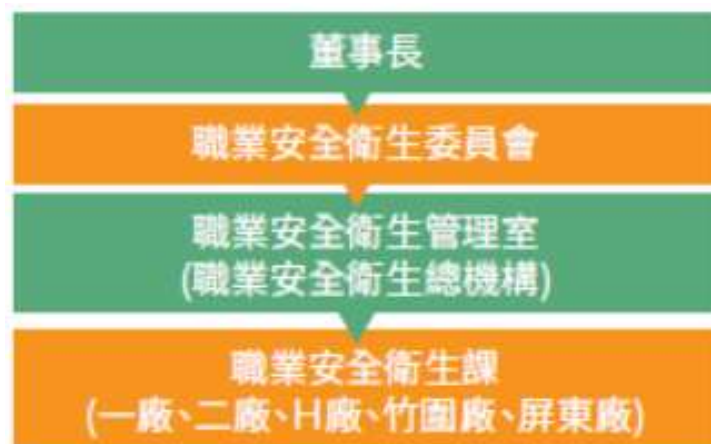 董事長
職業安全衛生委員會
職業安全衛生管理室
(職業安全衛生總機構)
職業安全衛生課
(一廠、二廠、H廠、竹圍廠、屏東廠)